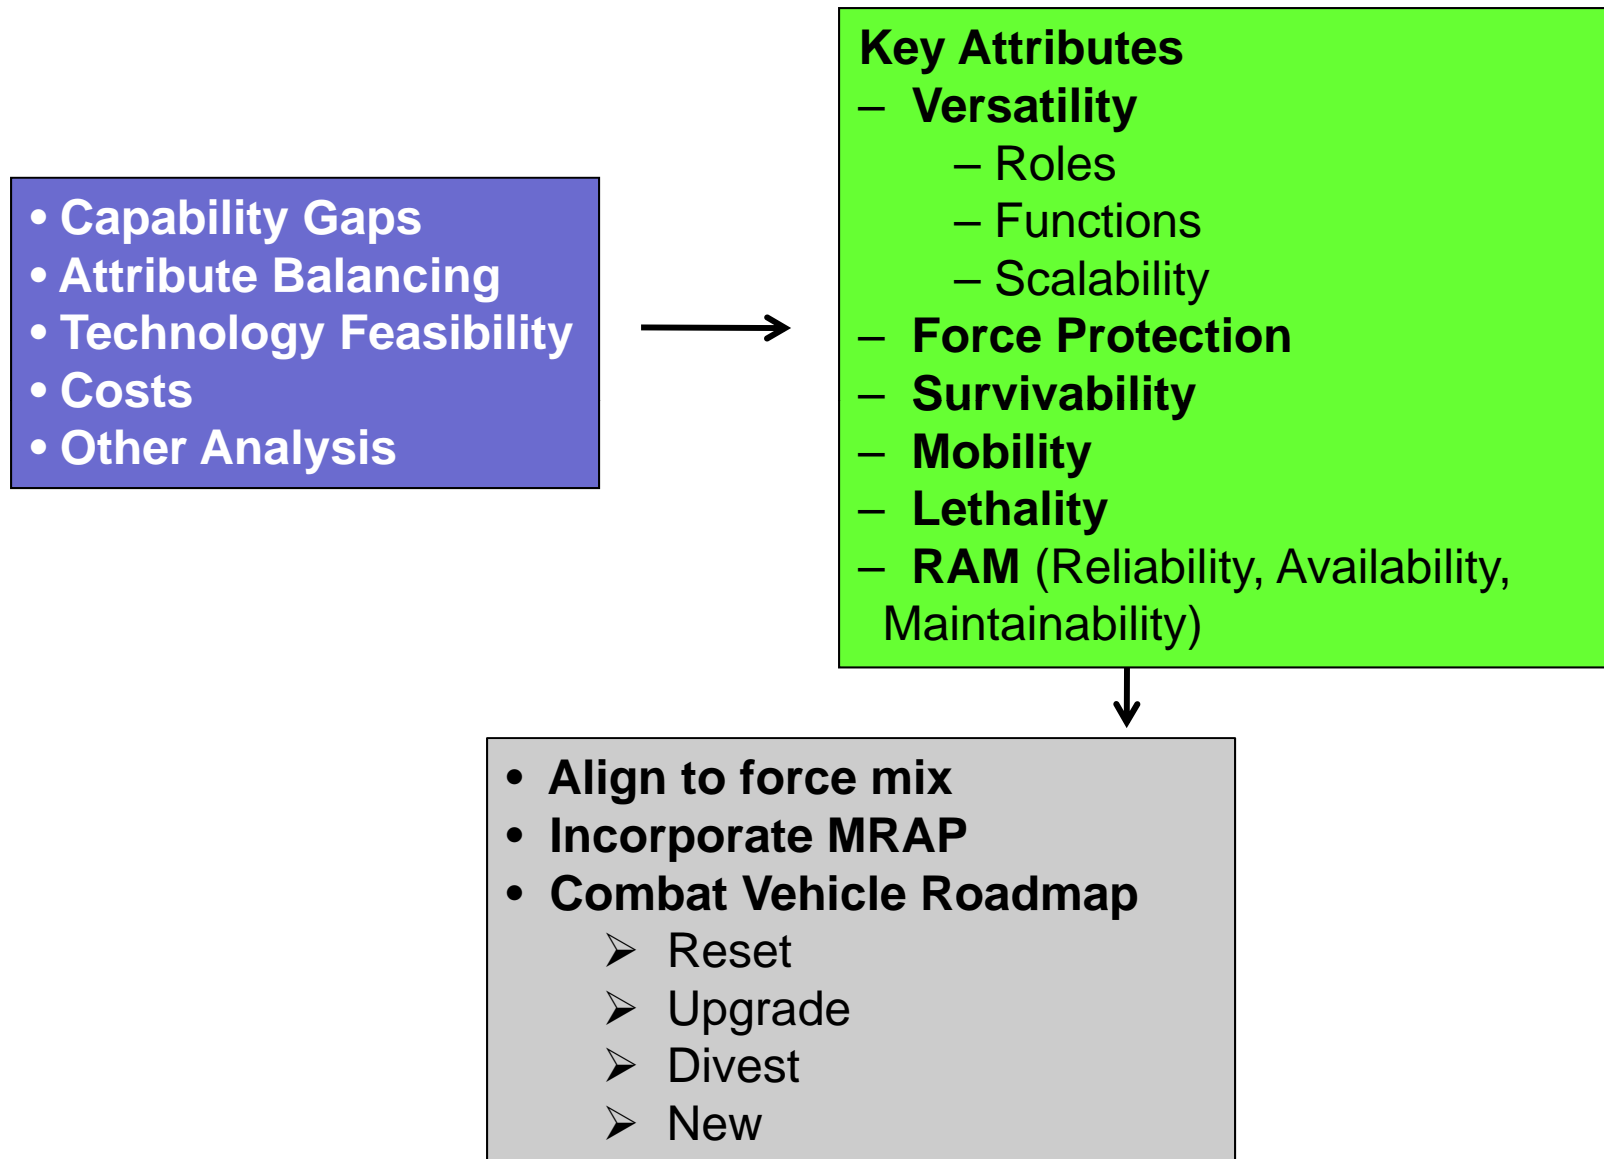 • Capability Gaps
• Attribute Balancing
• Technology Feasibility
• Costs
• Other Analysis
Key Attributes
– Versatility
– Roles
– Functions
– Scalability
– Force Protection
– Survivability
– Mobility
– Lethality
– RAM (Reliability, Availability,
Maintainability)
• Align to force mix
• Incorporate MRAP
• Combat Vehicle Roadmap
➢ Reset
➢ Upgrade
➢ Divest
➢ New